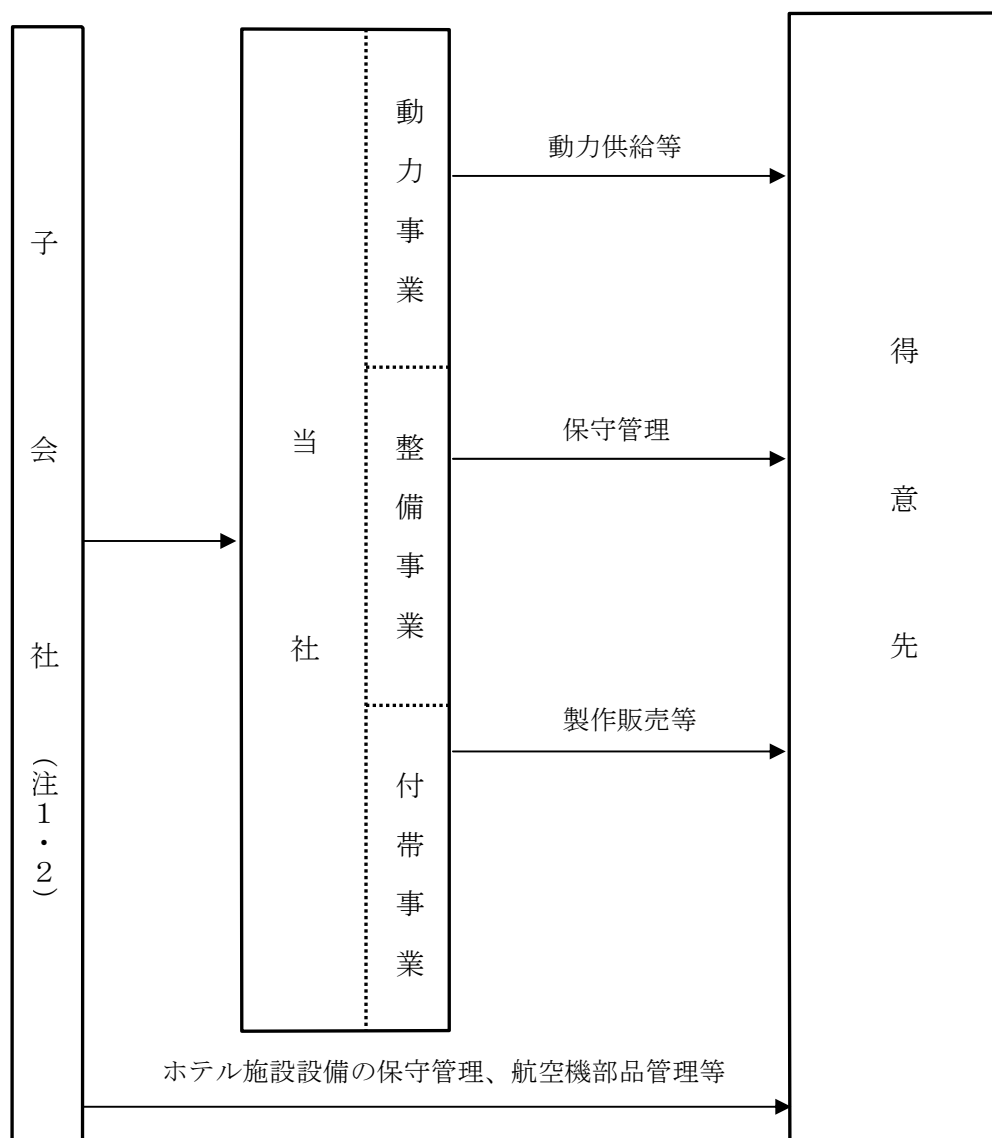 子会社(注1・2)
当社
動力事業
整備事業
付帯事業
動力供給等
保守管理
製作販売等
ホテル施設設備の保守管理、航空機部品管理等
得意先